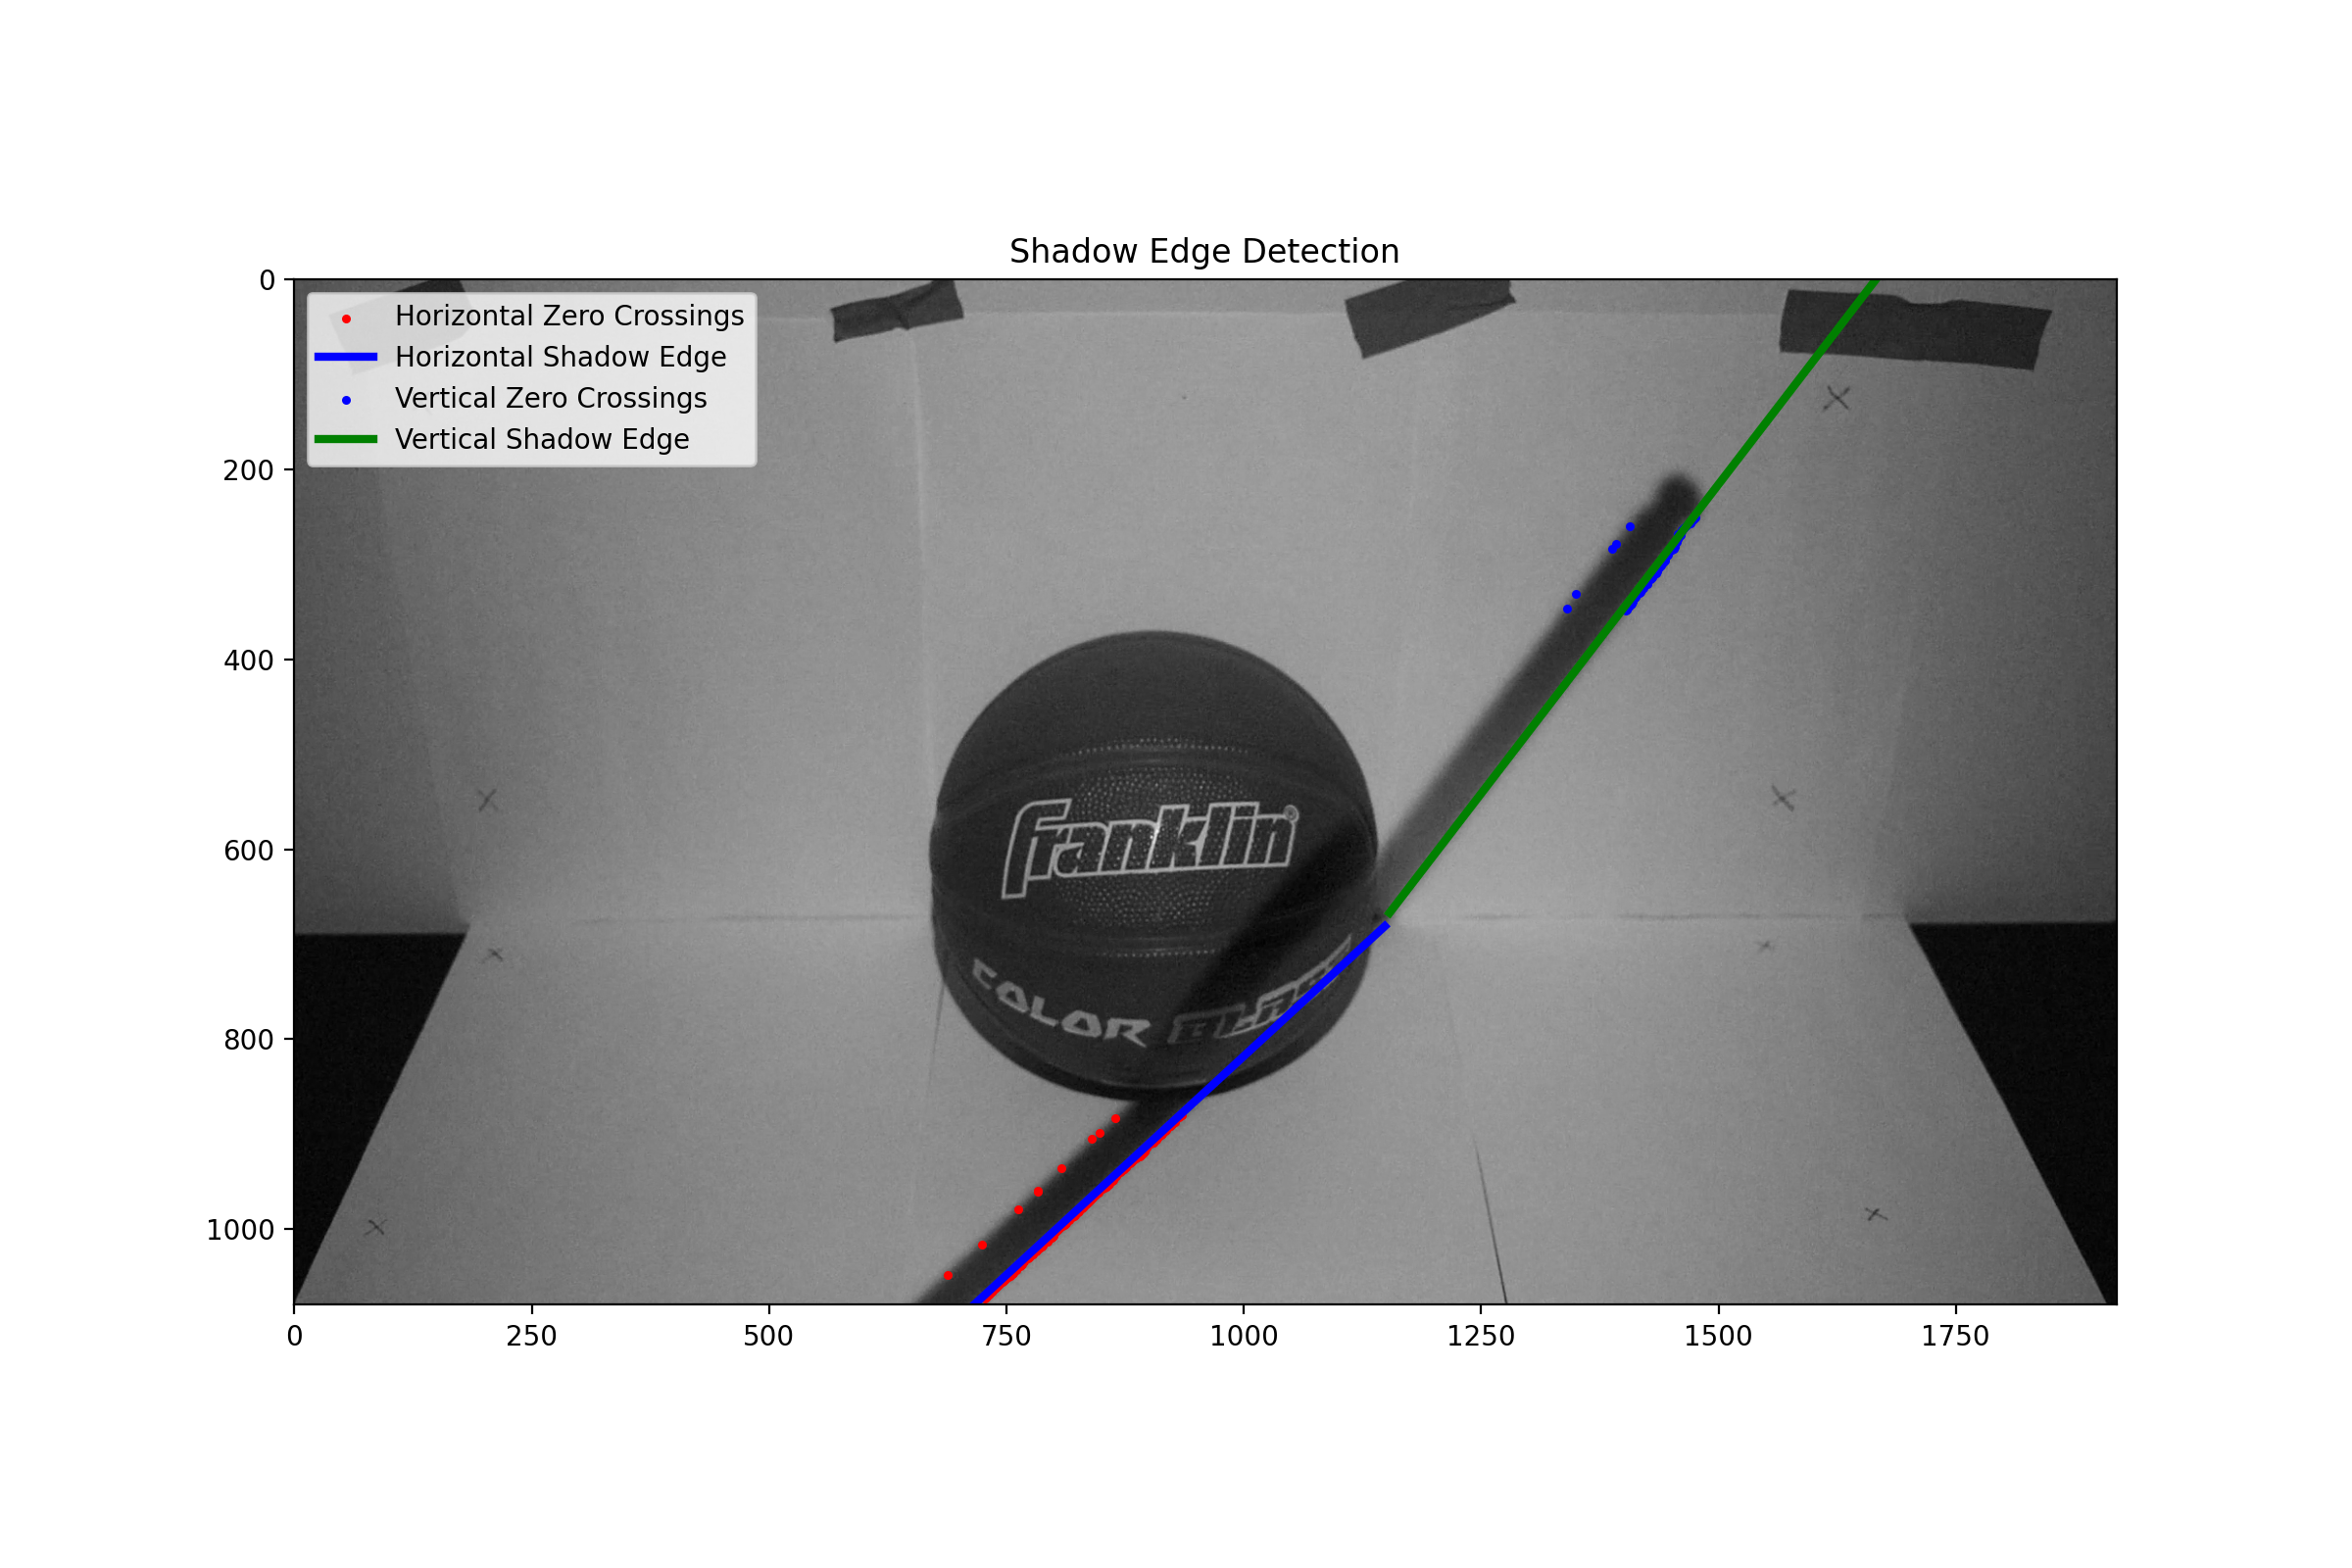 Shadow Edge Detection
Horizontal Zero Crossings
Horizontal Shadow Edge
Vertical Zero Crossings
Vertical Shadow Edge
0
200
400
600
800
1000
franklin®
COLOR BLAST
0 250 500 750 1000 1250 1500 1750